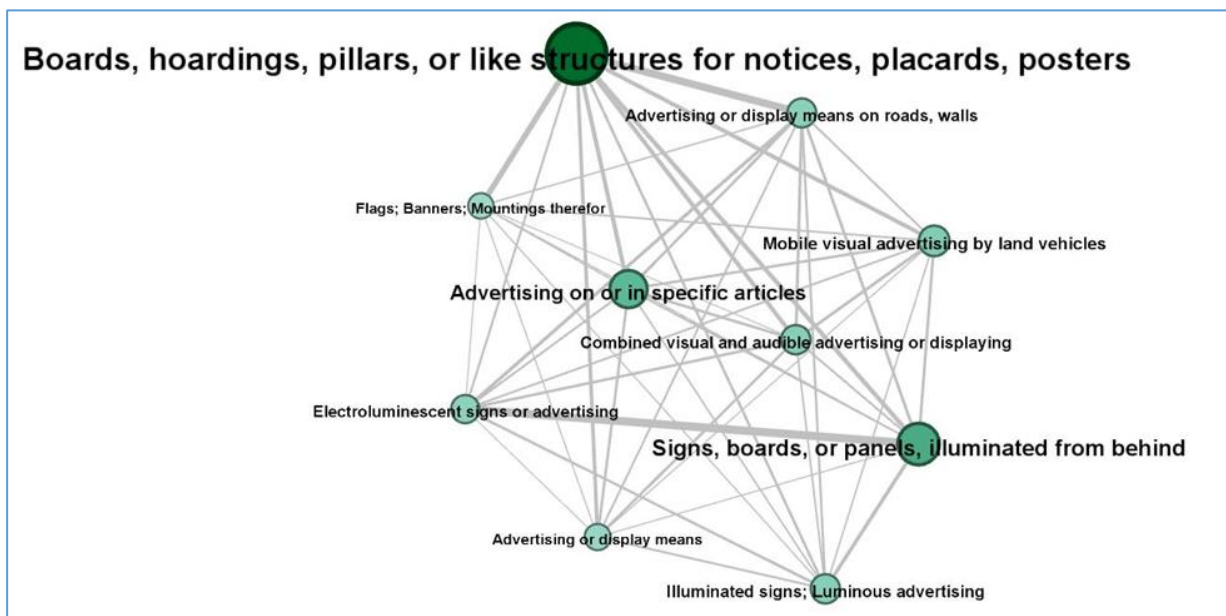 Boards, hoardings, pillars, or like structures for notices, placards, posters
Advertising or display means on roads, walls
Flags; Banners; Mountings therefor
Mobile visual advertising by land vehicles
Advertising on or in specific articles
Combined visual and audible advertising or displaying
Electroluminescent signs or advertising
Signs, boards, or panels, illuminated from behind
Advertising or display means
Illuminated signs; Luminous advertising